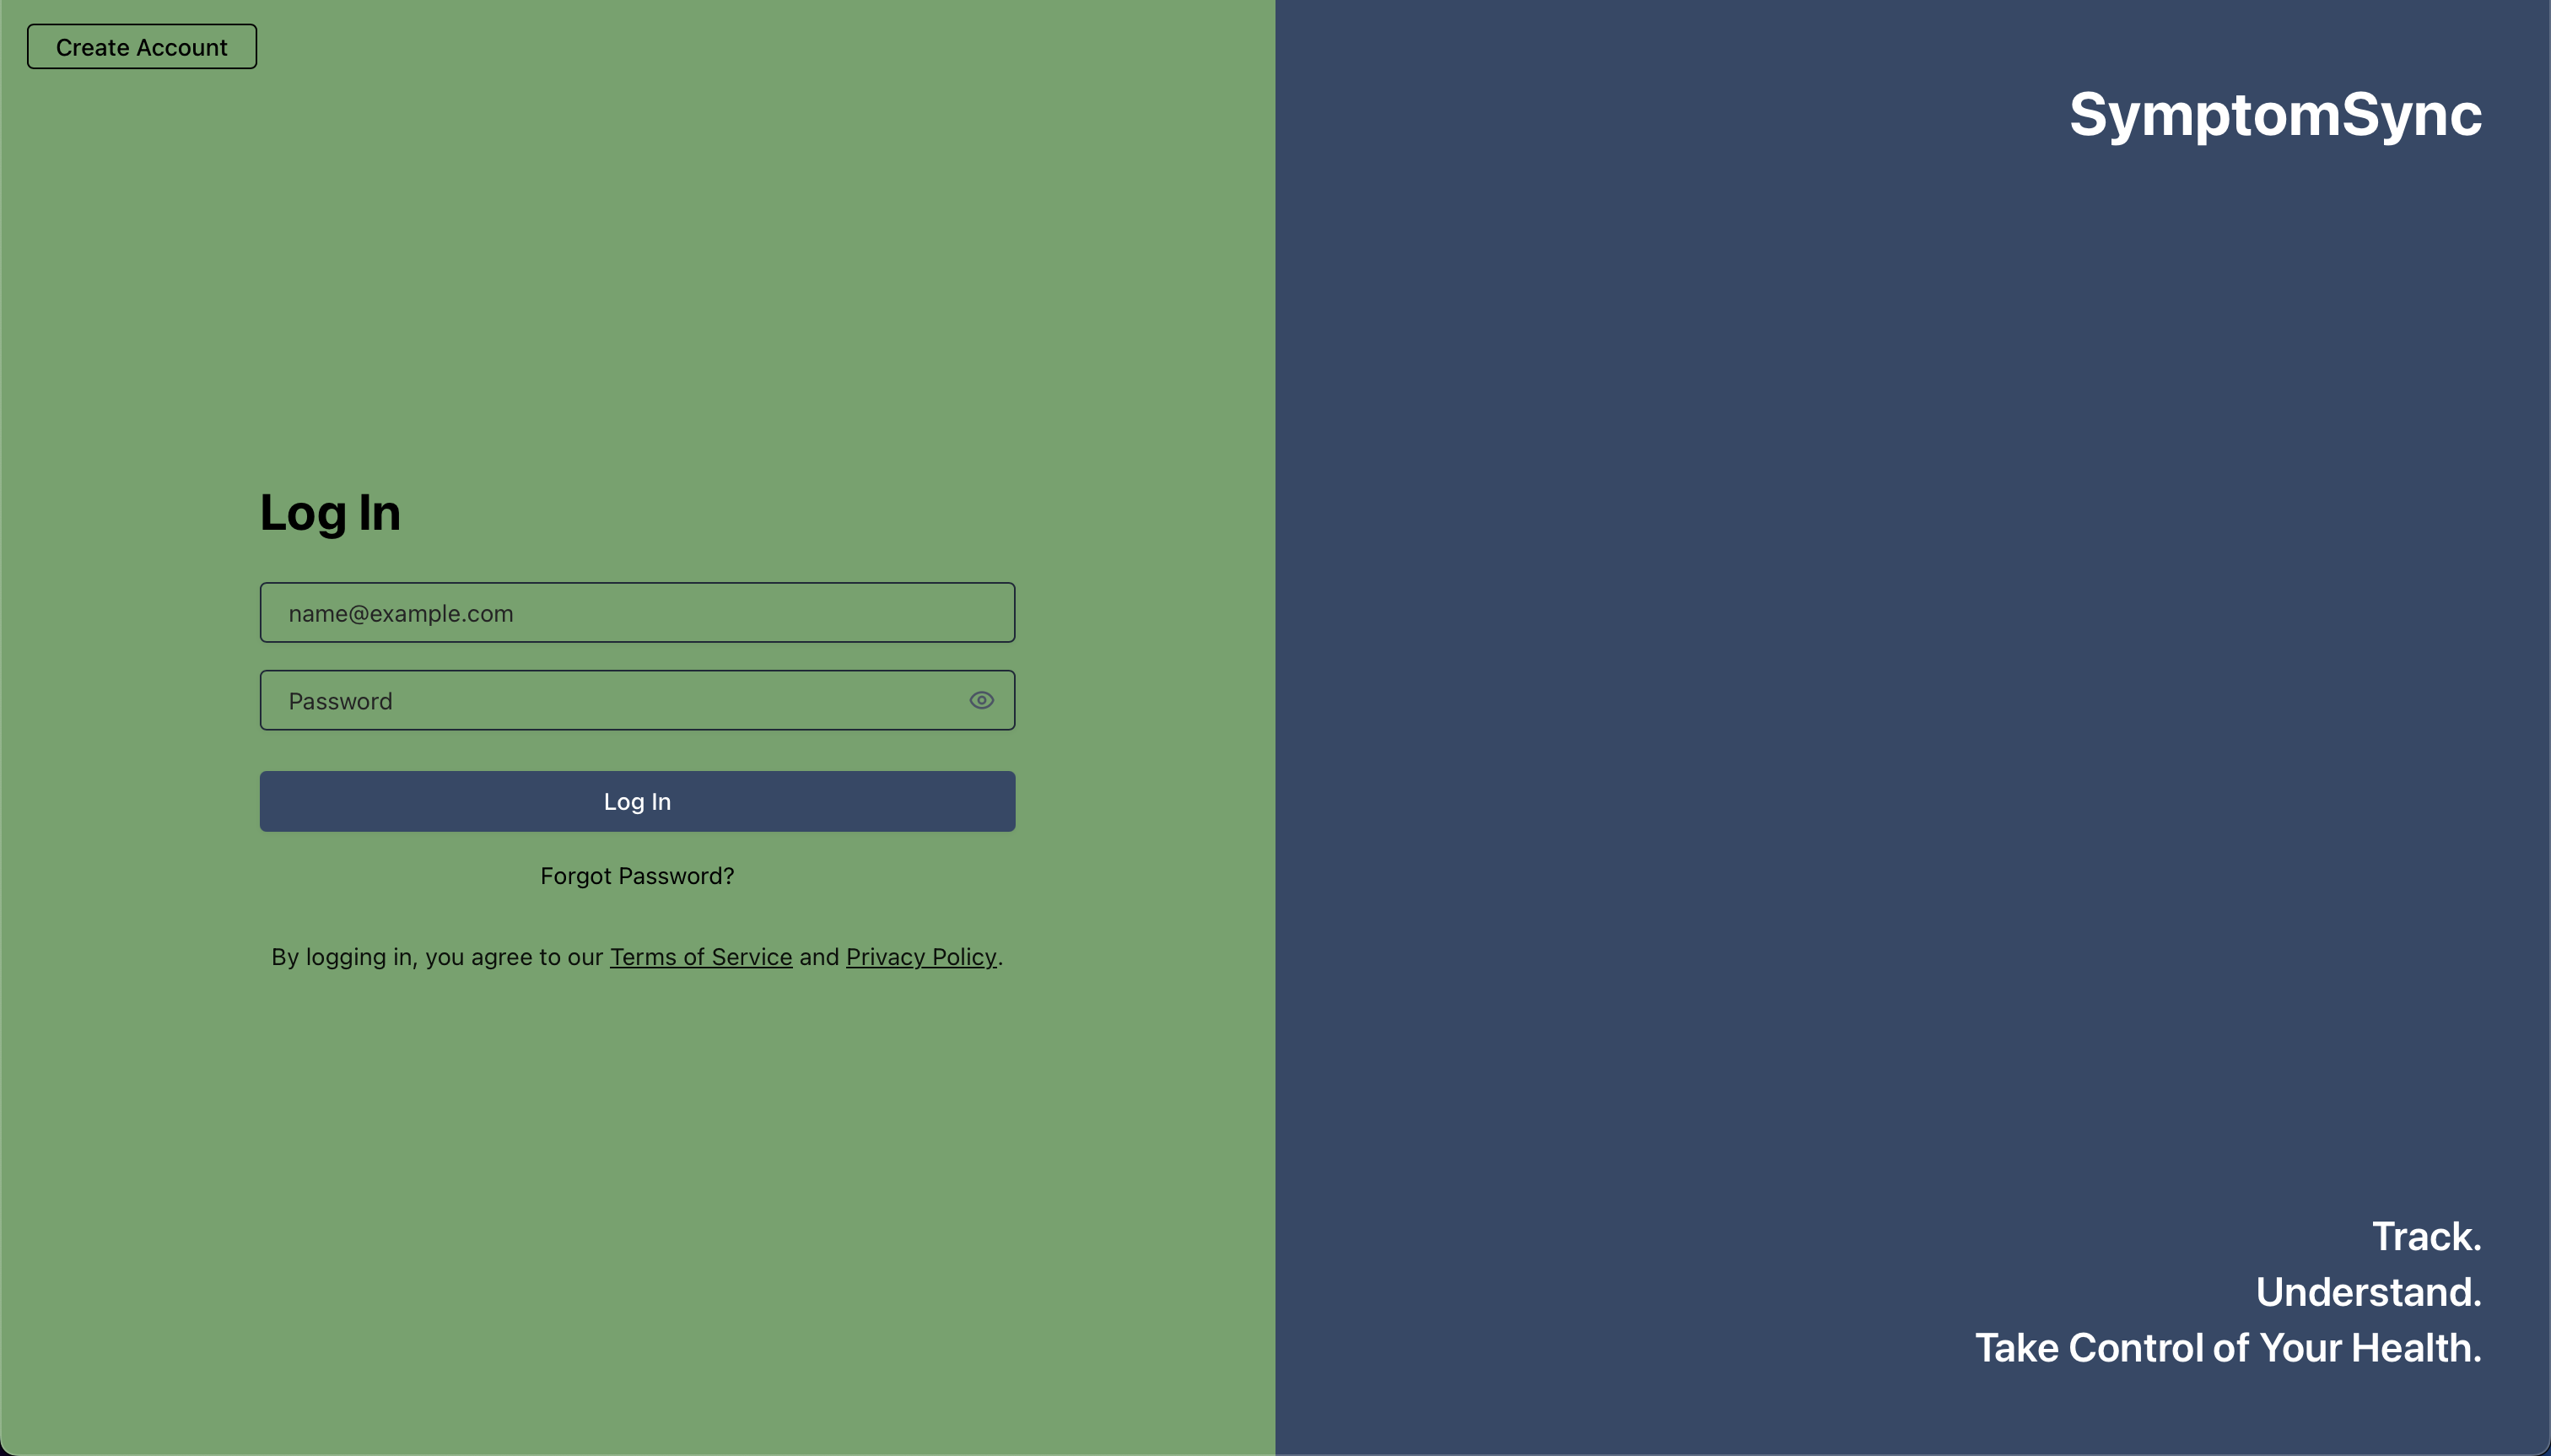 Create Account
SymptomSync
Log In
name@example.com
Password
Log In
Forgot Password?
By logging in, you agree to our Terms of Service and Privacy Policy.
Track.
Understand.
Take Control of Your Health.